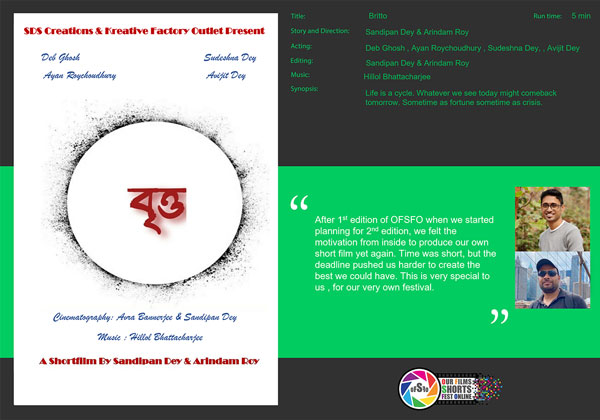 SDS Creations & Kreative Factory Outlet Present
Deb Ghosh
Sudeshna Dey
Ayan Roychoudhury
Avijit Dey
বৃত্ত
Cinematography: Avra Bannerjee & Sandipan Dey
Music : Hillol Bhattacharjee
A Shortfilm By Sandipan Dey & Arindam Roy
Title: Britto Run time: 5 min
Story and Direction: Sandipan Dey & Arindam Roy
Acting: Deb Ghosh , Ayan Roychoudhury , Sudeshna Dey, , Avijit Dey
Editing: Sandipan Dey & Arindam Roy
Music: Hillol Bhattacharjee
Synopsis: Life is a cycle. Whatever we see today might comeback
tomorrow. Sometime as fortune sometime as crisis.
“
After 1st edition of OFSFO when we started
planning for 2nd edition, we felt the
motivation from inside to produce our own
short film yet again. Time was short, but the
deadline pushed us harder to create the
best we could have. This is very special to
us , for our very own festival.
”
OFSFO
OUR FILMS
SHORTS
FEST ONLINE